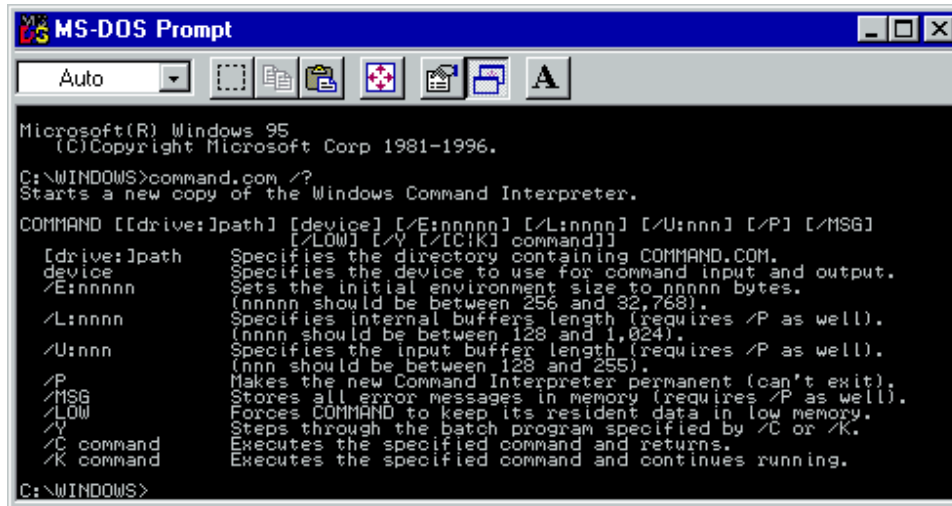 MS-DOS Prompt
Auto
A
Microsoft(R) Windows 95
(C)Copyright Microsoft Corp 1981-1996.
C:\WINDOWS>command.com /?
Starts a new copy of the Windows Command Interpreter.
COMMAND [[drive:]path] [device] [/E:nnnnn] [/L:nnnn] [/U:nnn] [/P] [/MSG]
[/LOW] [/Y [/[C¦K] command]]
[drive:]path Specifies the directory containing COMMAND.COM.
device Specifies the device to use for command input and output.
/E:nnnnn Sets the initial environment size to nnnnn bytes.
(nnnnn should be between 256 and 32,768).
/L:nnnn Specifies internal buffers length (requires /P as well).
(nnnn should be between 128 and 1,024).
/U:nnn Specifies the input buffer length (requires /P as well).
(nnn should be between 128 and 255).
/P Makes the new Command Interpreter permanent (can't exit).
/MSG Stores all error messages in memory (requires /P as well).
/LOW Forces COMMAND to keep its resident data in low memory.
/Y Steps through the batch program specified by /C or /K.
/C command Executes the specified command and returns.
/K command Executes the specified command and continues running.
C:\WINDOWS>